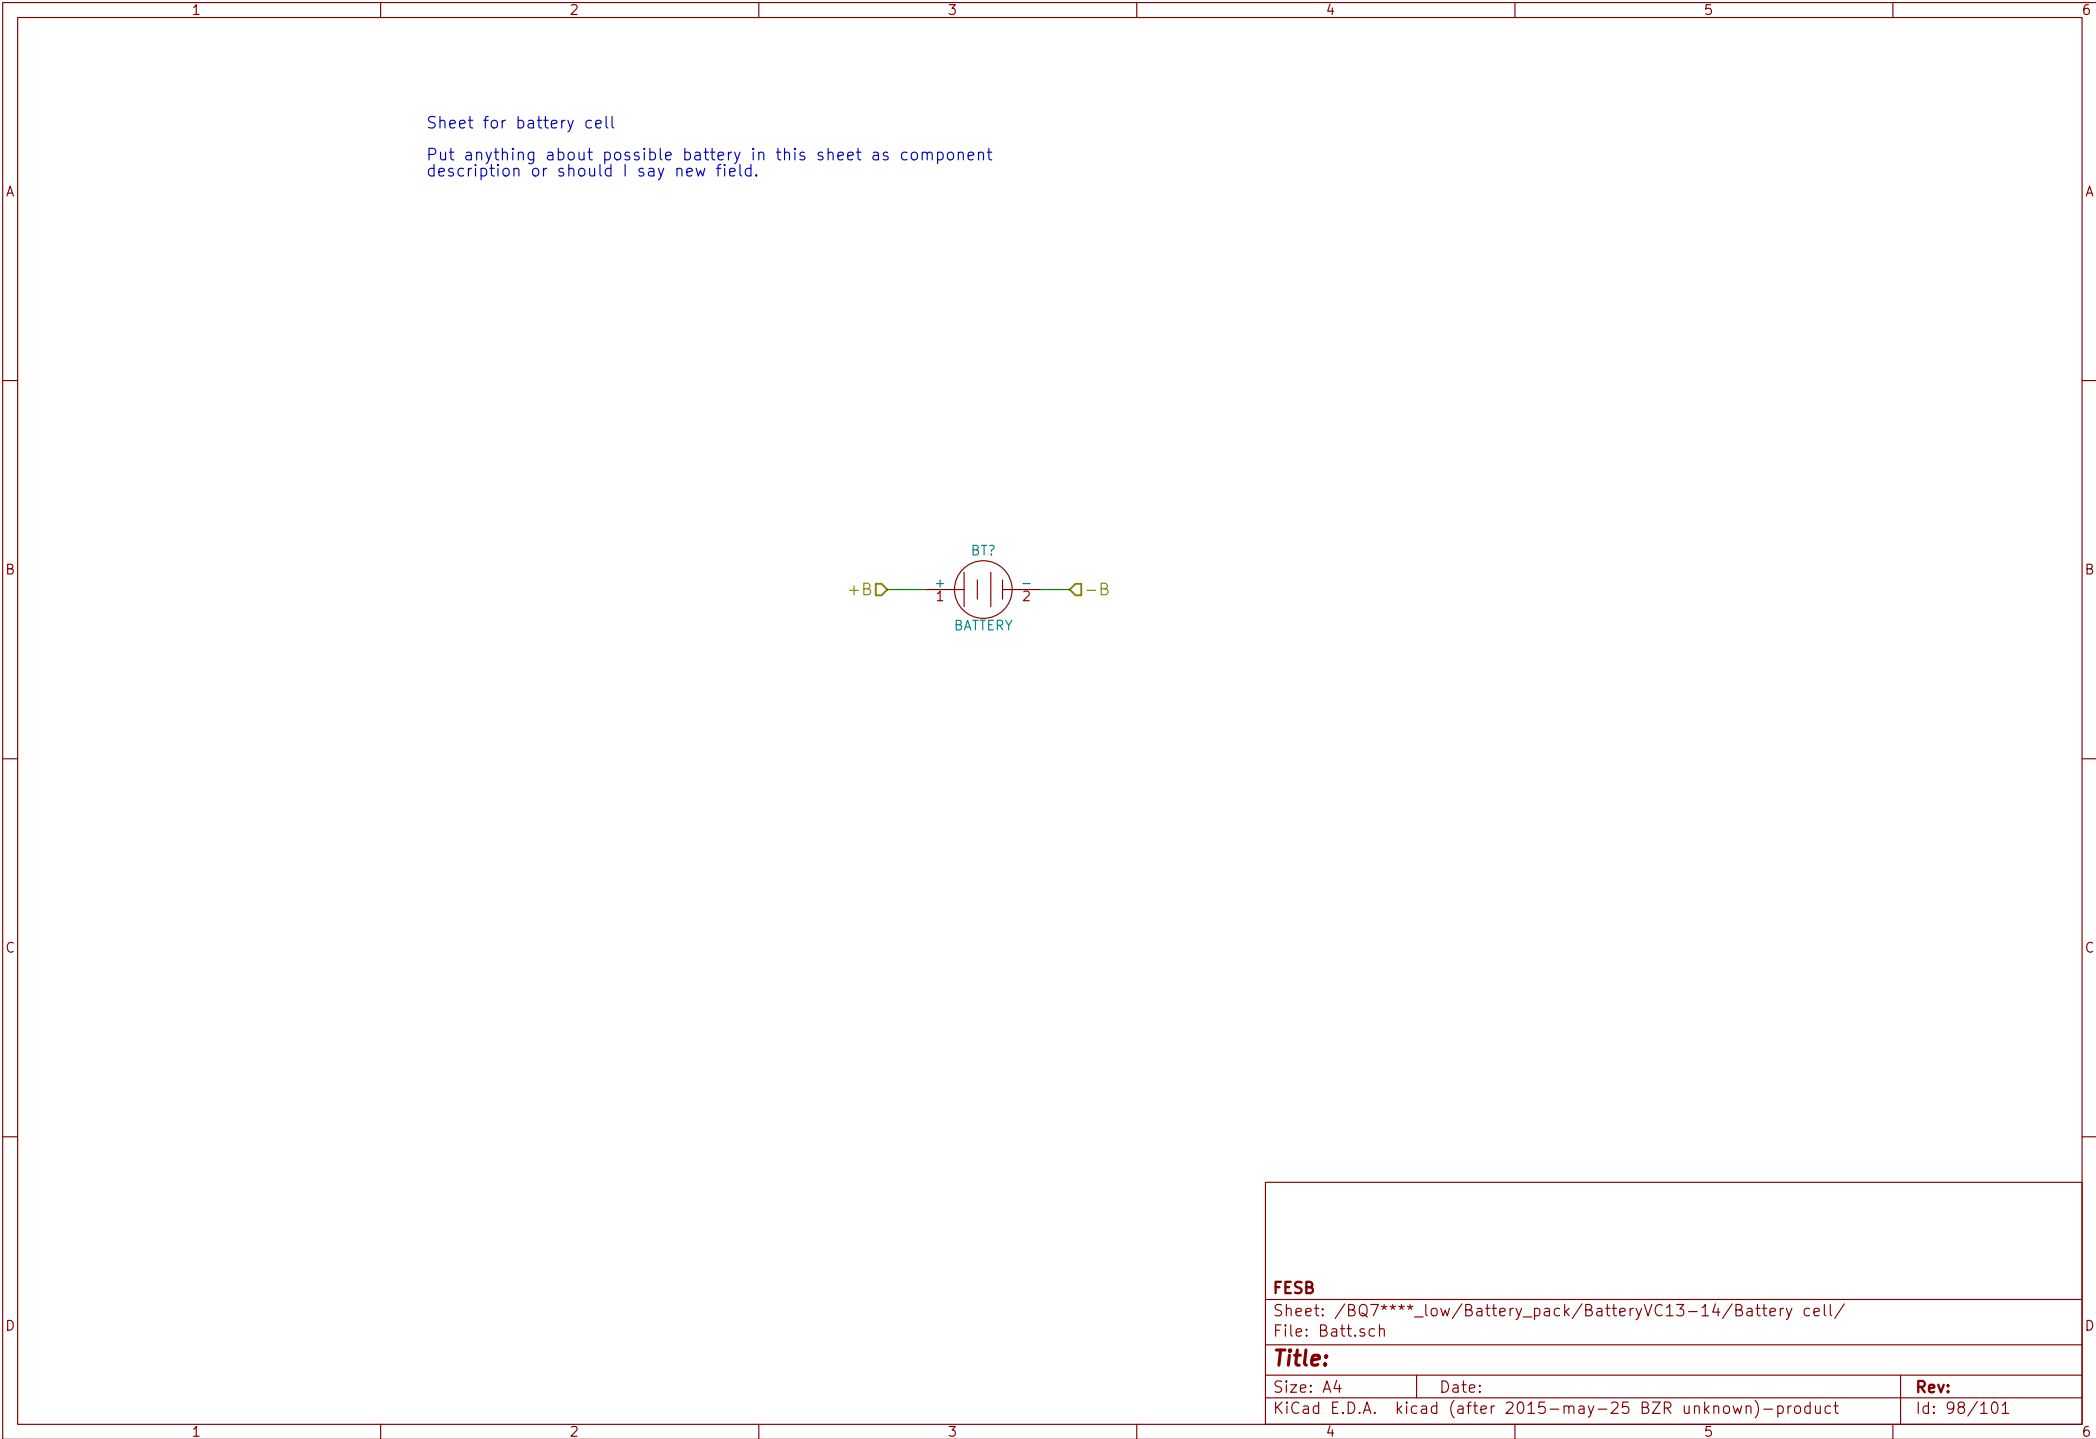 1 2 3 4 5 6
Sheet for battery cell
Put anything about possible battery in this sheet as component
description or should I say new field.
A A
BT?
B B
+B + 1 - 2 -B
BATTERY
C C
FESB
Sheet: /BQ7****_low/Battery_pack/BatteryVC13-14/Battery cell/
File: Batt.sch
D D
Title:
Size: A4 Date: Rev:
KiCad E.D.A. kicad (after 2015-may-25 BZR unknown)-product Id: 98/101
1 2 3 4 5 6